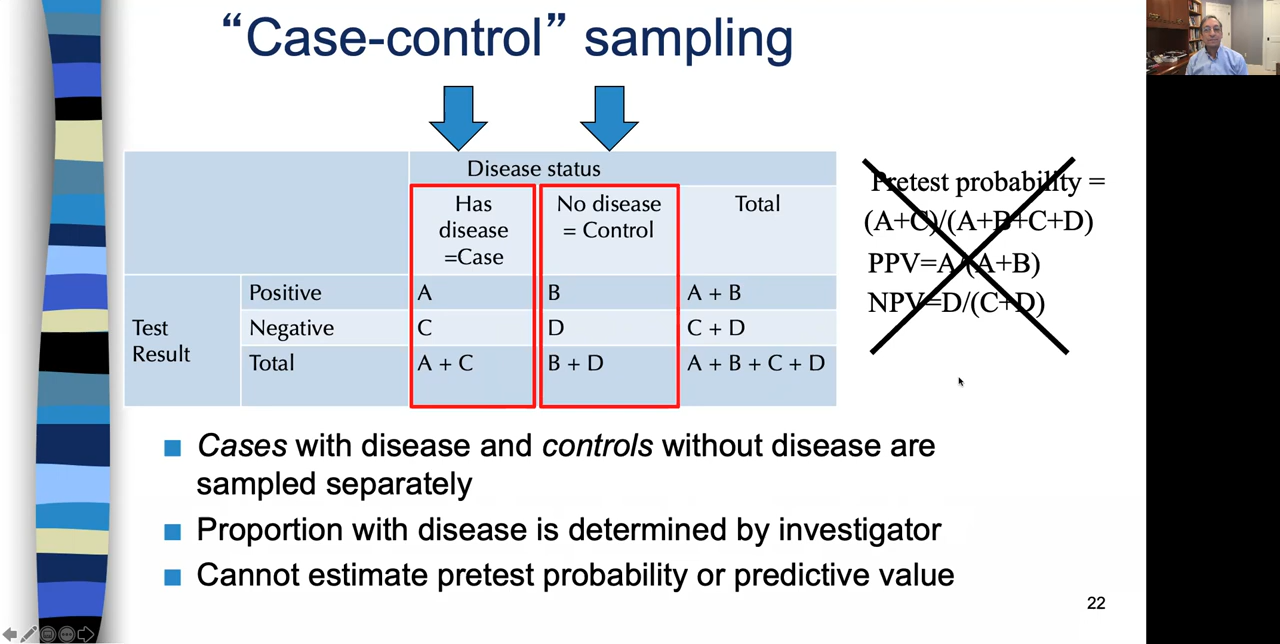 “Case-control” sampling
Disease status
Has disease =Case
No disease = Control
Total
Test Result
Positive
A
B
A + B
Negative
C
D
C + D
Total
A + C
B + D
A + B + C + D
Pretest probability =
(A+C)/(A+B+C+D)
PPV=A/(A+B)
NPV=D/(C+D)
Cases with disease and controls without disease are
sampled separately
Proportion with disease is determined by investigator
Cannot estimate pretest probability or predictive value
22